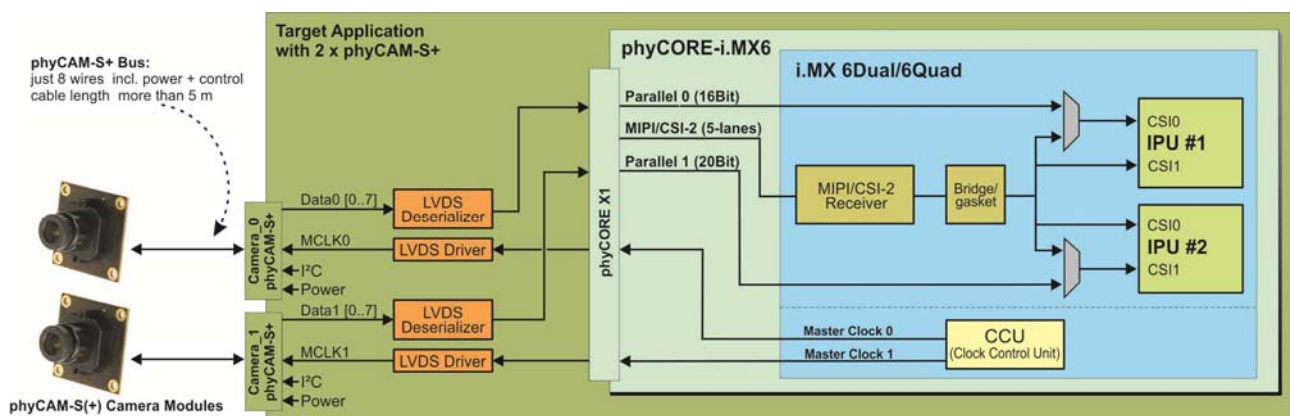 Target Application
with 2 x phyCAM-S+
phyCORE-i.MX6
phyCAM-S+ Bus:
just 8 wires incl. power + control
cable length more than 5 m
i.MX 6Dual/6Quad
Parallel 0 (16Bit)
MIPI/CSI-2 (5-lanes)
Parallel 1 (20Bit)
CSI0
IPU #1
CSI1
MIPI/CSI-2
Receiver
Bridge/
gasket
CSI0
IPU #2
CSI1
phyCORE X1
Camera_0
phyCAM-S+
Data0 [0..7]
LVDS
Deserializer
MCLK0
LVDS Driver
I²C
Power
Camera_1
phyCAM-S+
Data1 [0..7]
LVDS
Deserializer
MCLK1
LVDS Driver
I²C
Power
Master Clock 0
Master Clock 1
CCU
(Clock Control Unit)
phyCAM-S(+) Camera Modules